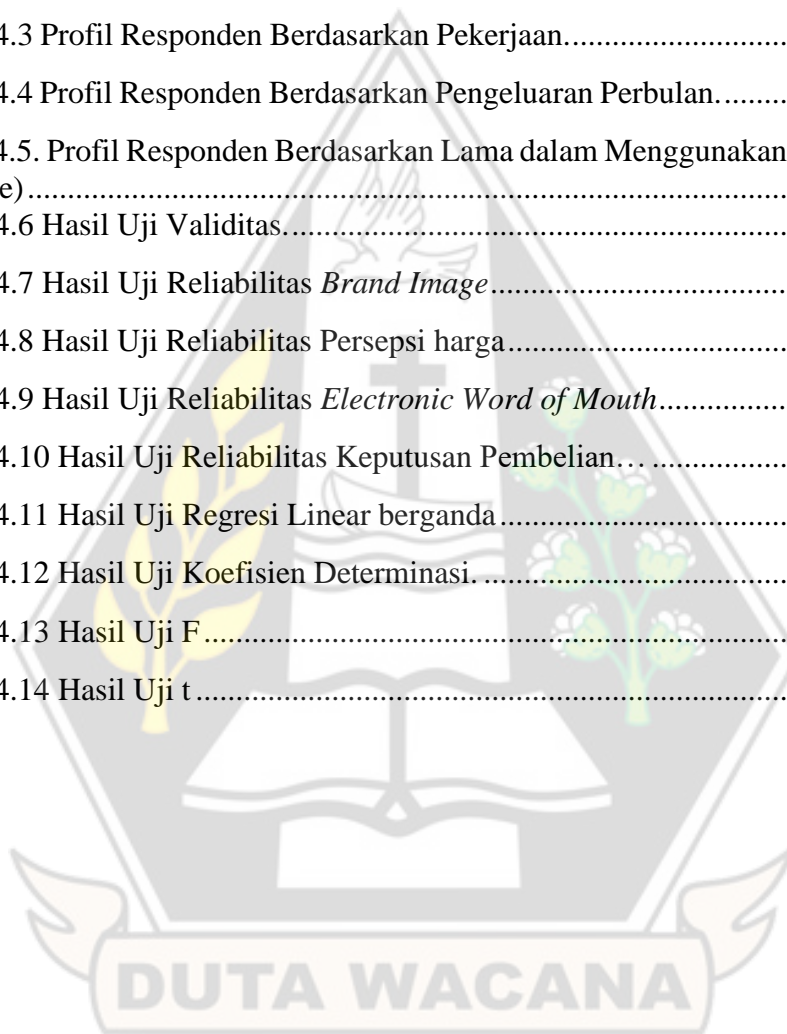 4.3 Profil Responden Berdasarkan Pekerjaan.....................................
4.4 Profil Responden Berdasarkan Pengeluaran Perbulan.........
4.5. Profil Responden Berdasarkan Lama dalam Menggunakan
e)................................................................................................
4.6 Hasil Uji Validitas...............................................................
4.7 Hasil Uji Reliabilitas Brand Image.....................................
4.8 Hasil Uji Reliabilitas Persepsi harga...................................
4.9 Hasil Uji Reliabilitas Electronic Word of Mouth................
4.10 Hasil Uji Reliabilitas Keputusan Pembelian… .................
4.11 Hasil Uji Regresi Linear berganda....................................
4.12 Hasil Uji Koefisien Determinasi. ......................................
4.13 Hasil Uji F.........................................................................
4.14 Hasil Uji t..........................................................................
DUTA WACANA